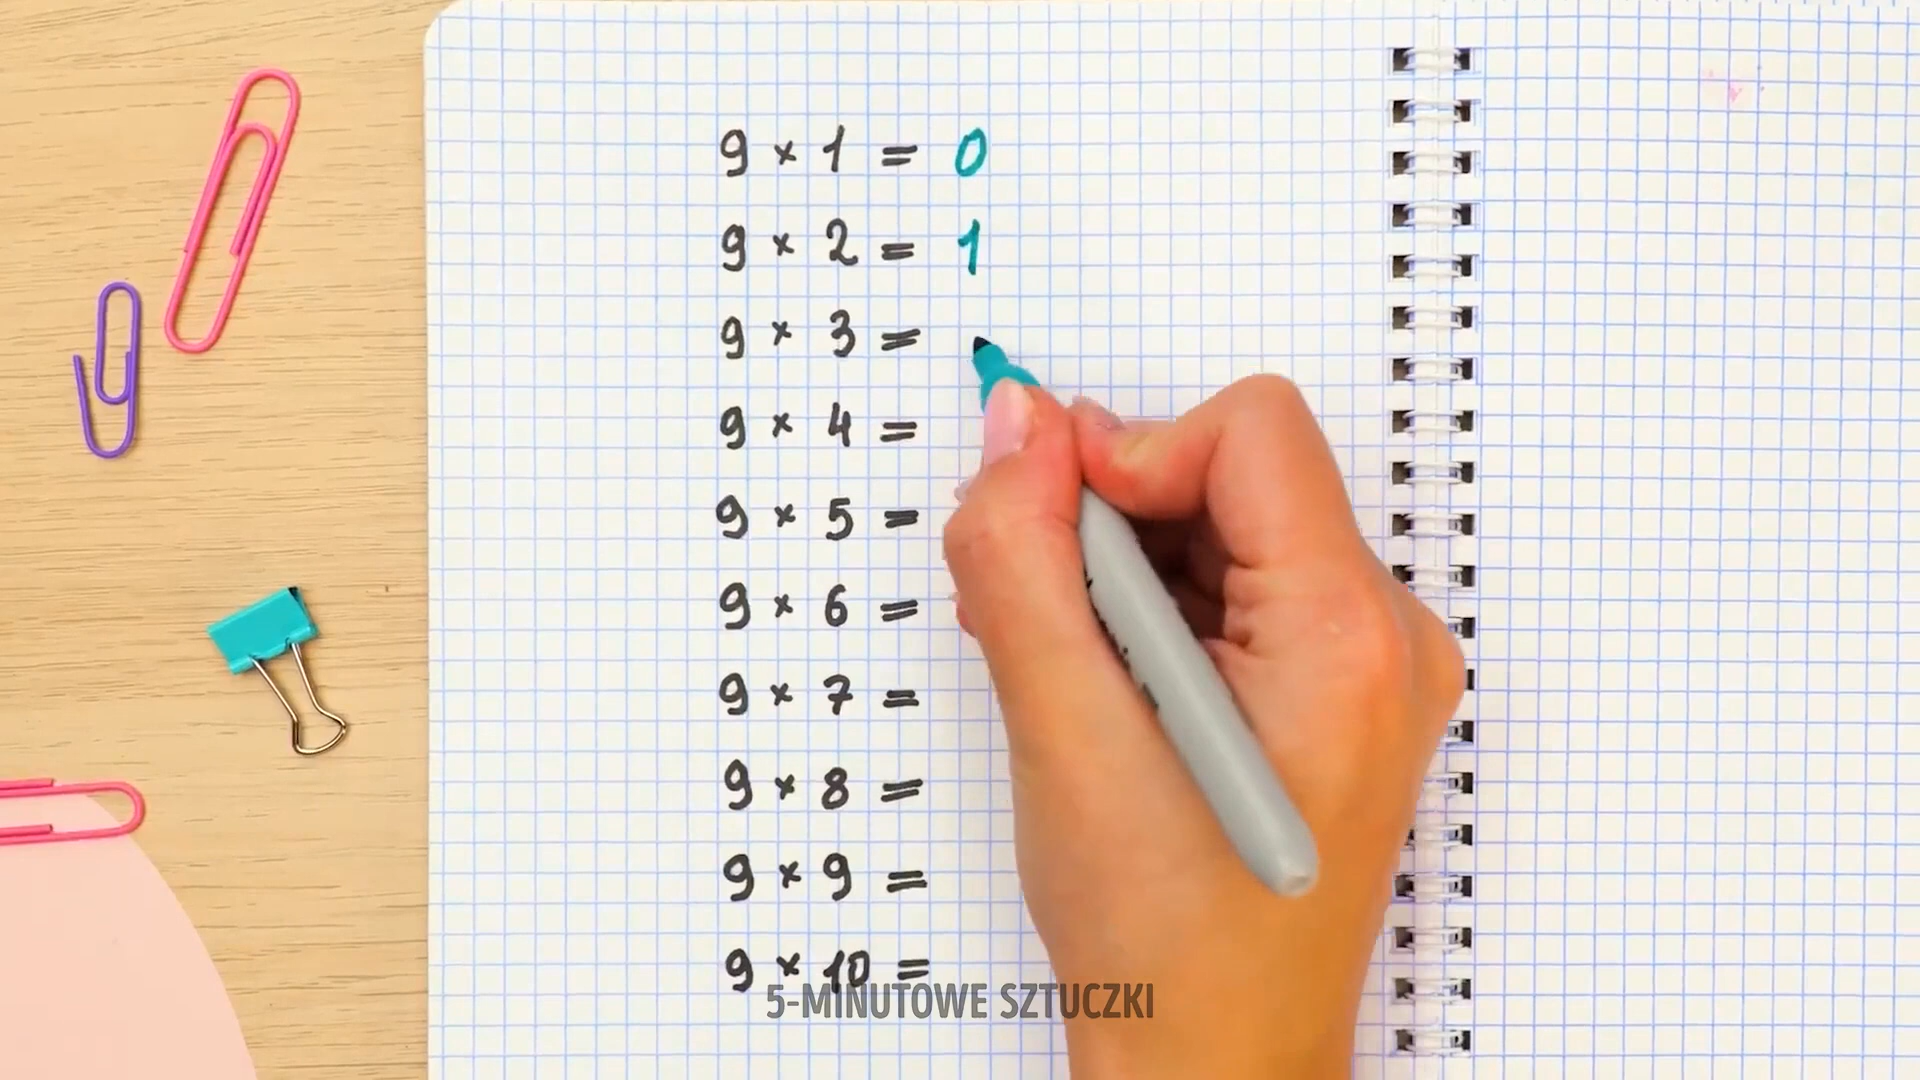 9 × 1 = 0
9 × 2 = 1
9 × 3 =
9 × 4 =
9 × 5 =
9 × 6 =
9 × 7 =
9 × 8 =
9 × 9 =
9 × 10 =
5-MINUTOWE SZTUCZKI